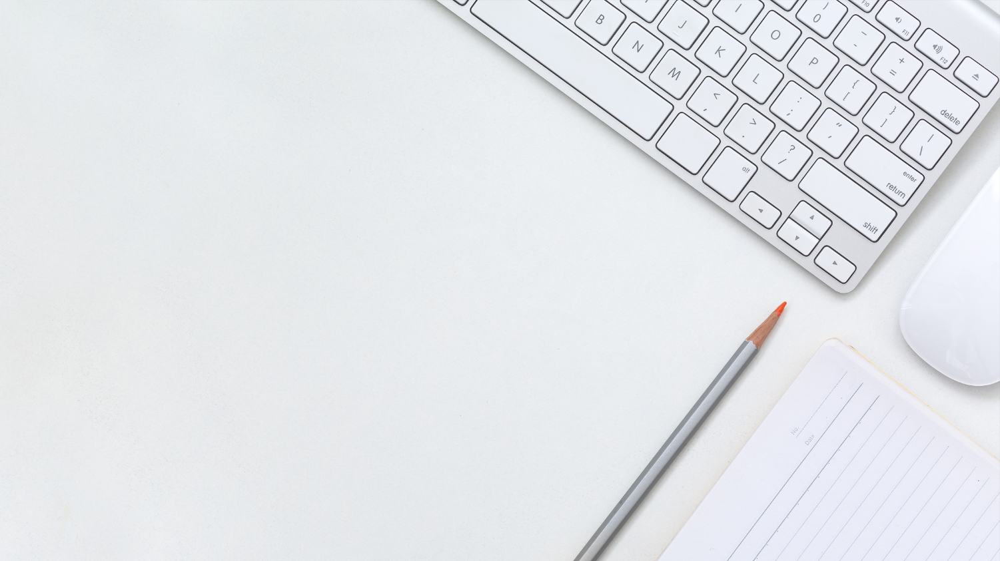 F10
F11
F12
) 0
_ -
+ =
delete
I
O
P
{ [
} ]
| \
J
K
L
: ;
" ,
enter
return
B
N
M
< ,
> .
? /
shift
alt
No.
Date